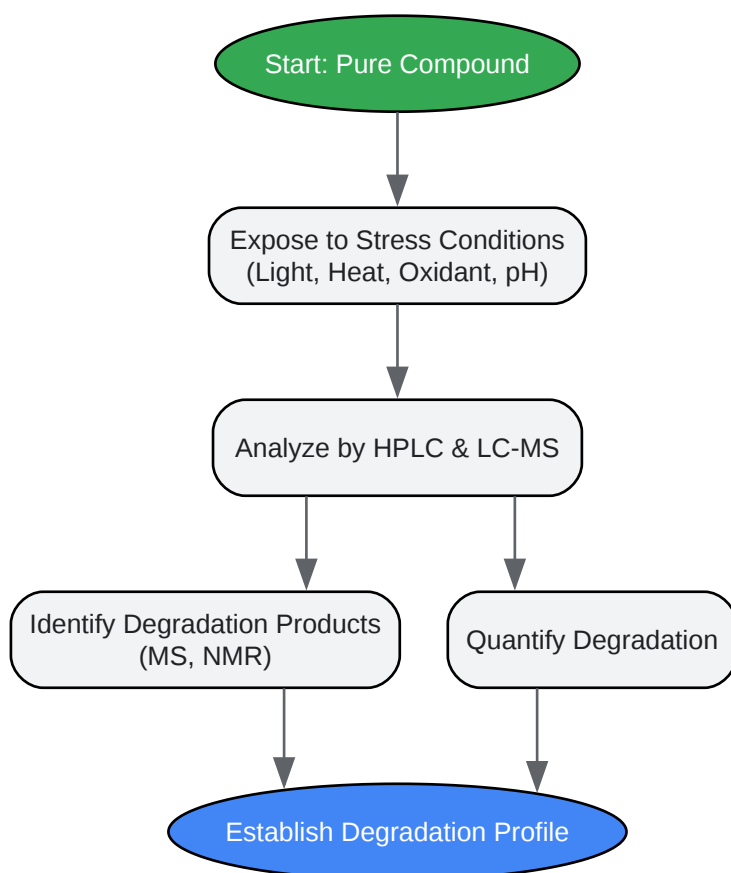 Start: Pure Compound
Expose to Stress Conditions
(Light, Heat, Oxidant, pH)
Analyze by HPLC & LC-MS
Identify Degradation Products
(MS, NMR)
Quantify Degradation
Establish Degradation Profile